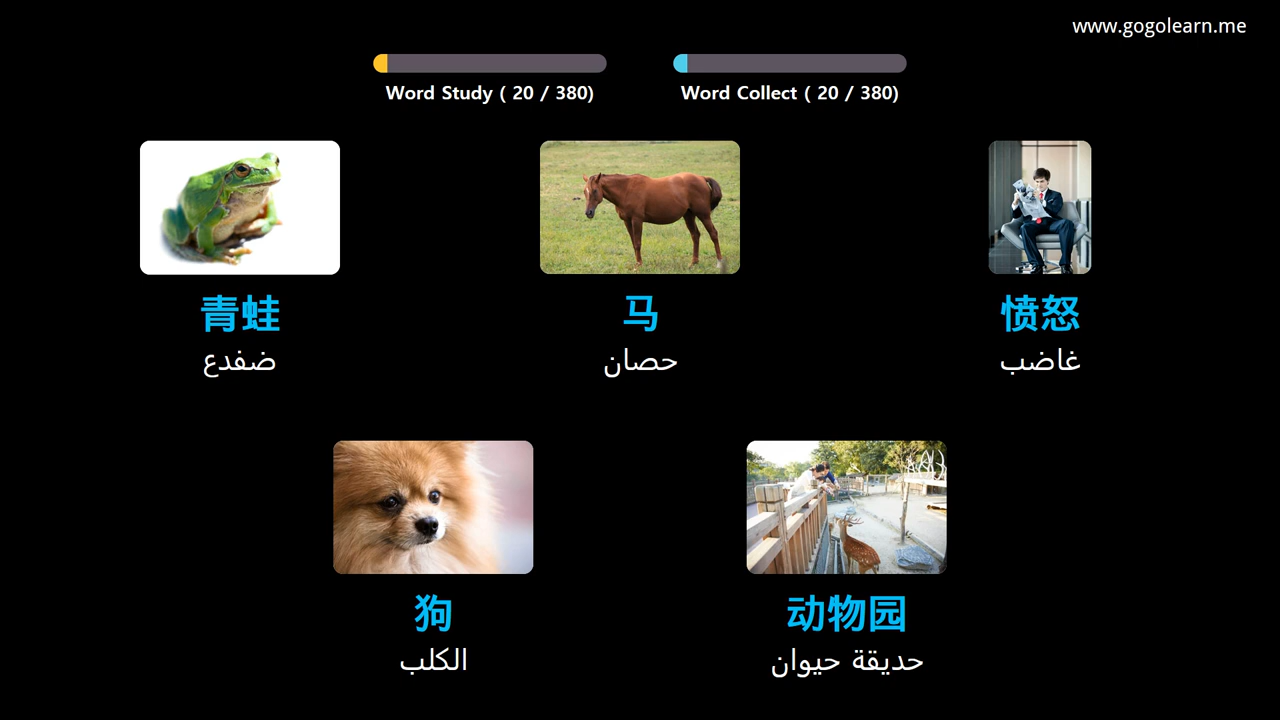 www.gogolearn.me
Word Study ( 20 / 380)
Word Collect ( 20 / 380)
青蛙
ضفدع
马
حصان
愤怒
غاضب
狗
الكلب
动物园
حديقة حيوان